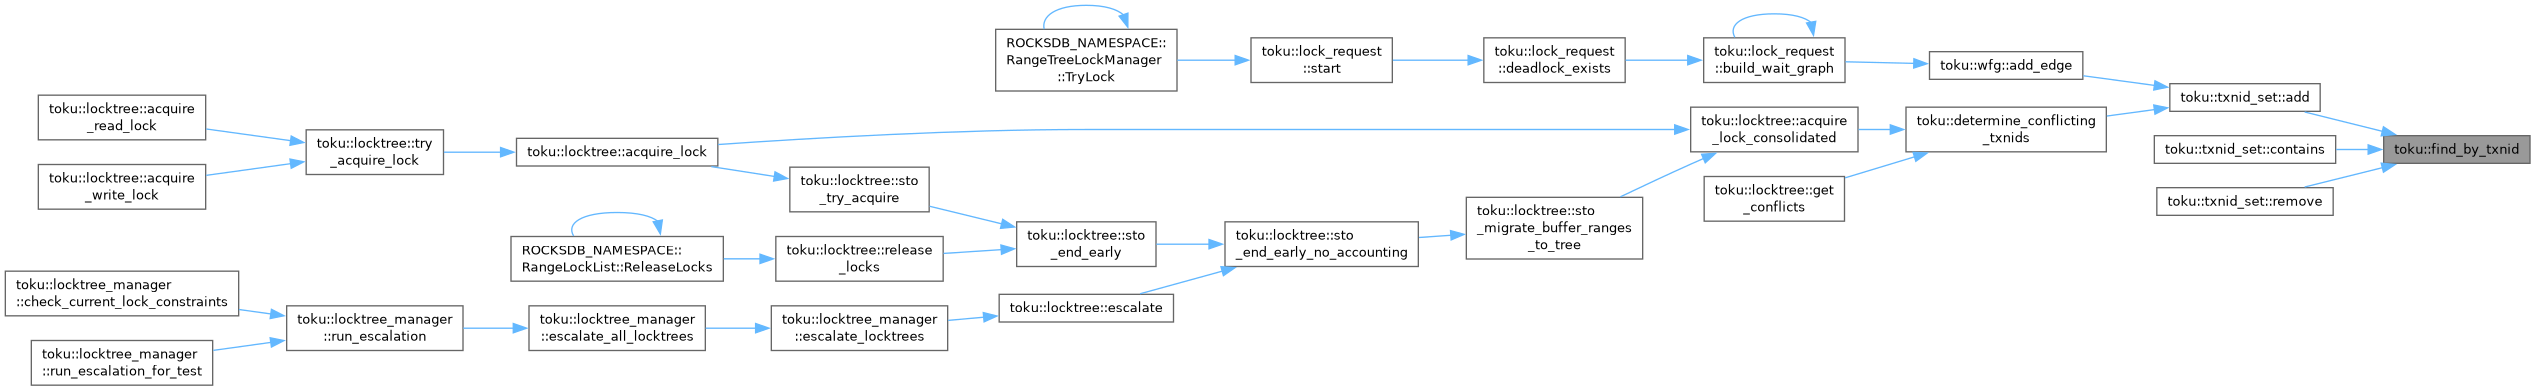 ROCKSDB_NAMESPACE::
RangeTreeLockManager
::TryLock
toku::lock_request
::start
toku::lock_request
::deadlock_exists
toku::lock_request
::build_wait_graph
toku::wfg::add_edge
toku::txnid_set::add
toku::locktree::acquire
_read_lock
toku::locktree::acquire
_write_lock
toku::locktree::try
_acquire_lock
toku::locktree::acquire_lock
toku::locktree::acquire
_lock_consolidated
toku::determine_conflicting
_txnids
toku::txnid_set::contains
toku::find_by_txnid
toku::locktree::sto
_try_acquire
toku::locktree::get
_conflicts
toku::txnid_set::remove
ROCKSDB_NAMESPACE::
RangeLockList::ReleaseLocks
toku::locktree::release
_locks
toku::locktree::sto
_end_early
toku::locktree::sto
_end_early_no_accounting
toku::locktree::sto
_migrate_buffer_ranges
_to_tree
toku::locktree_manager
::check_current_lock_constraints
toku::locktree_manager
::run_escalation
toku::locktree_manager
::escalate_all_locktrees
toku::locktree_manager
::escalate_locktrees
toku::locktree::escalate
toku::locktree_manager
::run_escalation_for_test